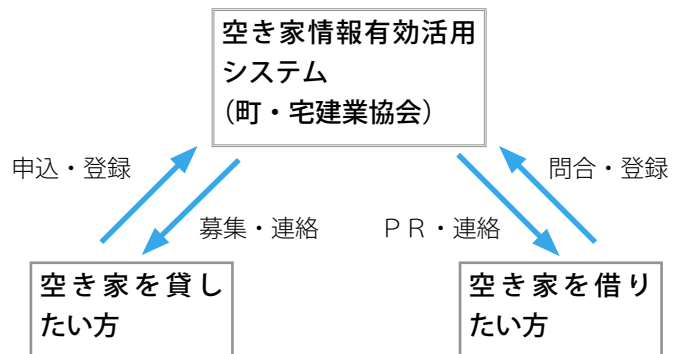 空き家情報有効活用
システム
（町・宅建業協会）
申込・登録
問合・登録
募集・連絡
ＰＲ・連絡
空き家を貸し
たい方
空き家を借り
たい方